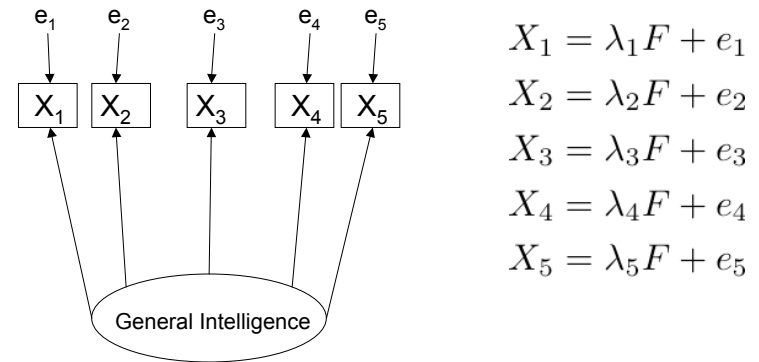 e₁ e₂ e₃ e₄ e₅
X₁ X₂ X₃ X₄ X₅
General Intelligence
X₁ = λ₁F + e₁
X₂ = λ₂F + e₂
X₃ = λ₃F + e₃
X₄ = λ₄F + e₄
X₅ = λ₅F + e₅